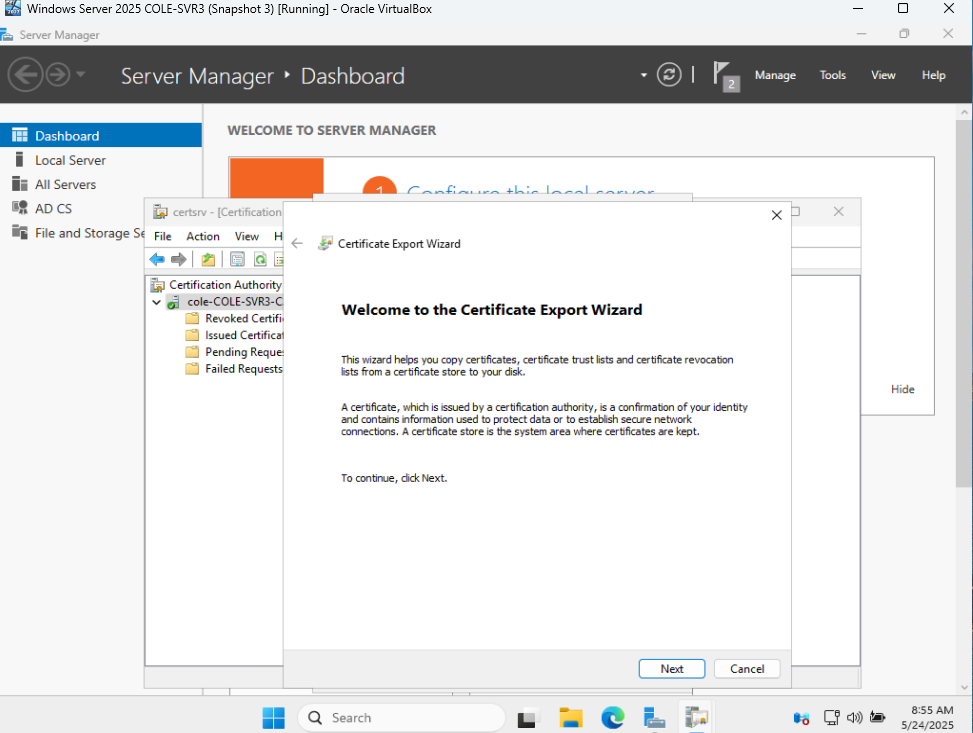 Windows Server 2025 COLE-SVR3 (Snapshot 3) [Running] - Oracle VirtualBox
Server Manager
Server Manager ‣ Dashboard
2
Manage
Tools
View
Help
Dashboard
Local Server
All Servers
AD CS
File and Storage Se
WELCOME TO SERVER MANAGER
1
Configure this local server
Hide
certsrv - [Certification
File
Action
View
H
Certification Authority
cole-COLE-SVR3-C
Revoked Certifi
Issued Certificat
Pending Reques
Failed Requests
Certificate Export Wizard
Welcome to the Certificate Export Wizard
This wizard helps you copy certificates, certificate trust lists and certificate revocation
lists from a certificate store to your disk.
A certificate, which is issued by a certification authority, is a confirmation of your identity
and contains information used to protect data or to establish secure network
connections. A certificate store is the system area where certificates are kept.
To continue, click Next.
Next
Cancel
Search
8:55 AM
5/24/2025